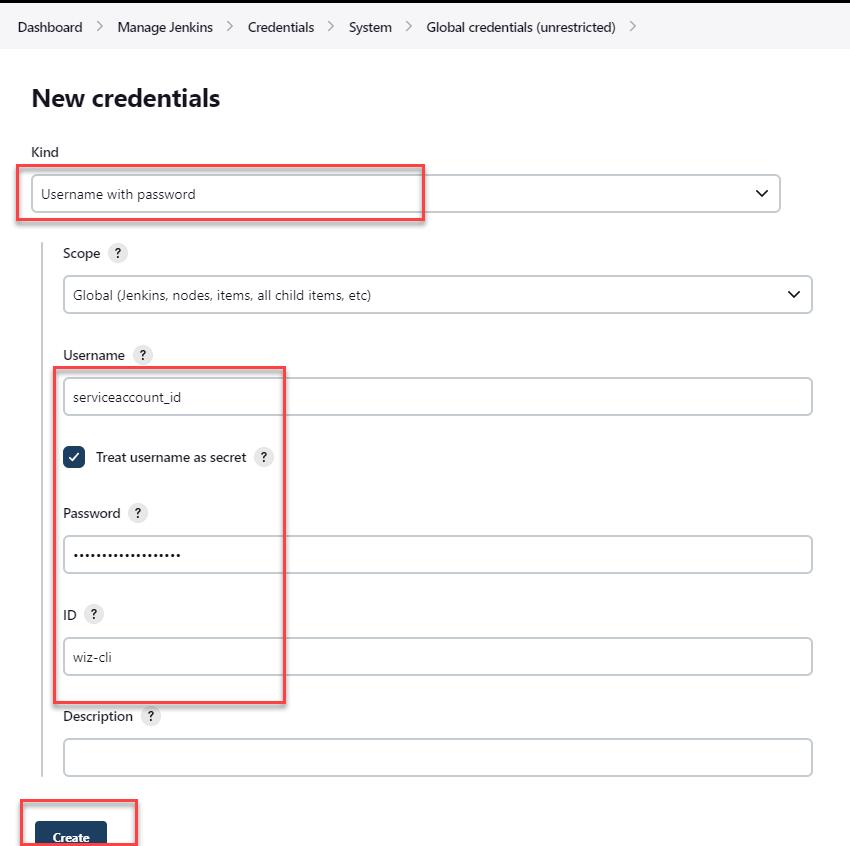 Dashboard > Manage Jenkins > Credentials > System > Global credentials (unrestricted) >
New credentials
Kind
Username with password
Scope ?
Global (Jenkins, nodes, items, all child items, etc)
Username ?
serviceaccount_id
Treat username as secret ?
Password ?
•••••••••••••••••••
ID ?
wiz-cli
Description ?
Create